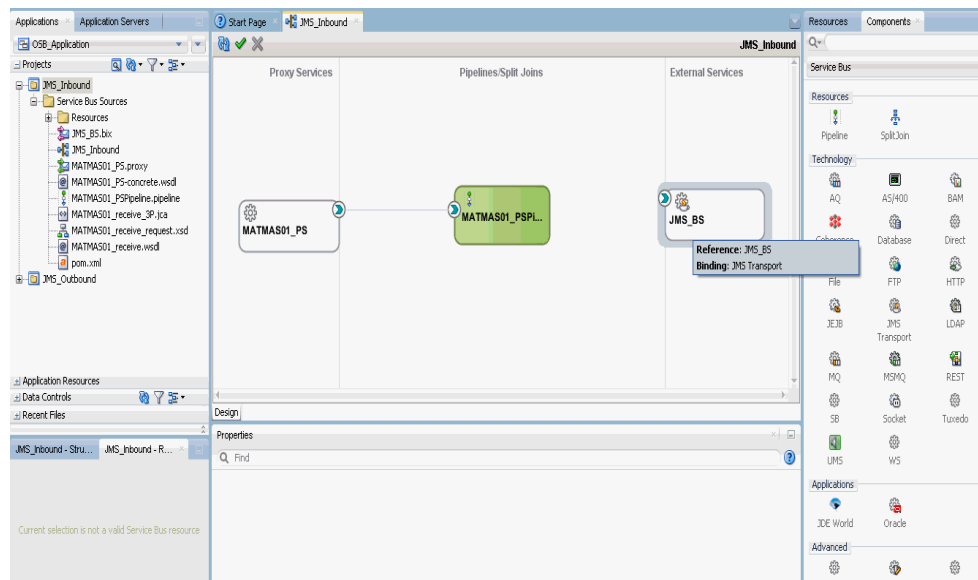 Applications
Application Servers
OSB_Application
Projects
JMS_Inbound
Service Bus Sources
Resources
JMS_BS.bix
JMS_Inbound
MATMAS01_PS.proxy
MATMAS01_PS-concrete.wsdl
MATMAS01_PSPipeline.pipeline
MATMAS01_receive_3P.jca
MATMAS01_receive_request.xsd
MATMAS01_receive.wsdl
pom.xml
JMS_Outbound
Application Resources
Data Controls
Recent Files
JMS_Inbound - Stru...
JMS_Inbound - R...
Current selection is not a valid Service Bus resource
Start Page
JMS_Inbound
JMS_Inbound
Proxy Services
Pipelines/Split Joins
External Services
MATMAS01_PS
MATMAS01_PSPi...
JMS_BS
Reference: JMS_BS
Binding: JMS Transport
Design
Properties
Find
Resources
Components
Service Bus
Resources
Pipeline
SplitJoin
Technology
AQ
AS/400
BAM
Coherence
Database
Direct
File
FTP
HTTP
JEJB
JMS
Transport
LDAP
MQ
MSMQ
REST
SB
Socket
Tuxedo
UMS
WS
Applications
JDE World
Oracle
Advanced